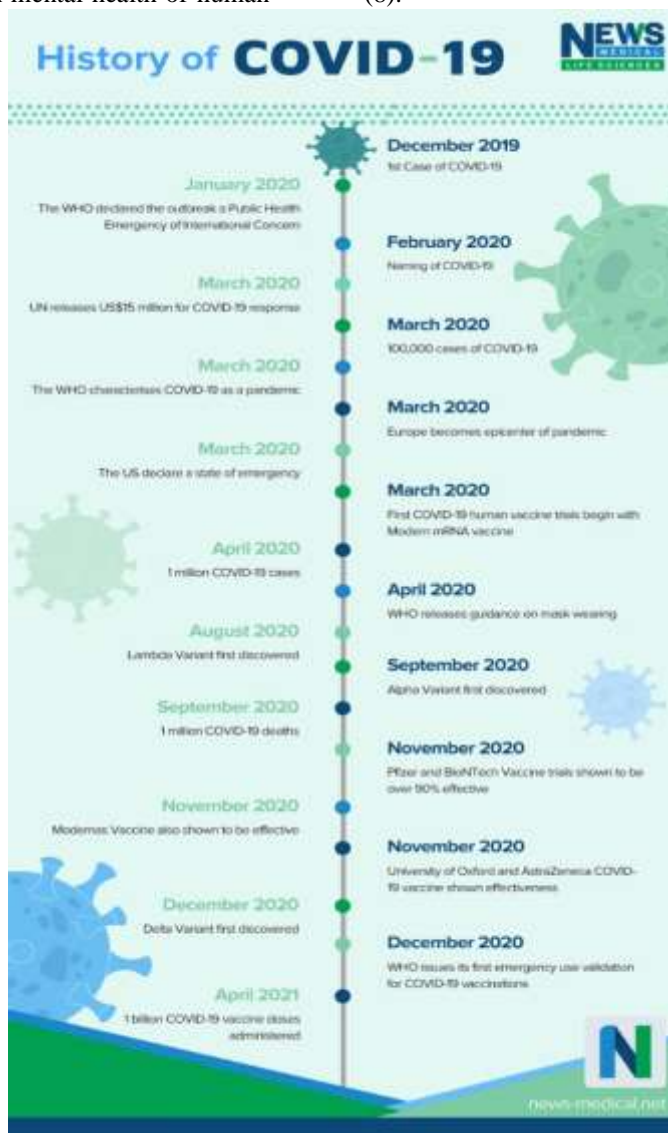 mental health of human
(6).
History of COVID-19
NEWS
MEDICAL
LIFE SCIENCES
December 2019
1st Case of COVID-19
January 2020
The WHO declared the outbreak a Public Health
Emergency of International Concern
February 2020
Naming of COVID-19
March 2020
UN releases US$15 million for COVID-19 response
March 2020
100,000 cases of COVID-19
March 2020
The WHO characterises COVID-19 as a pandemic
March 2020
Europe becomes epicenter of pandemic
March 2020
The US declare a state of emergency
March 2020
First COVID-19 human vaccine trials begin with
Modern mRNA vaccine
April 2020
1 million COVID-19 cases
April 2020
WHO releases guidance on mask wearing
August 2020
Lambda Variant first discovered
September 2020
Alpha Variant first discovered
September 2020
1 million COVID-19 deaths
November 2020
Pfizer and BioNTech Vaccine trials shown to be
over 90% effective
November 2020
Modernas Vaccine also shown to be effective
November 2020
University of Oxford and AstraZeneca COVID-
19 vaccine shown effectiveness
December 2020
Delta Variant first discovered
December 2020
WHO issues its first emergency use validation
for COVID-19 vaccinations
April 2021
1 billion COVID-19 vaccine doses
administered
N
news-medical.net